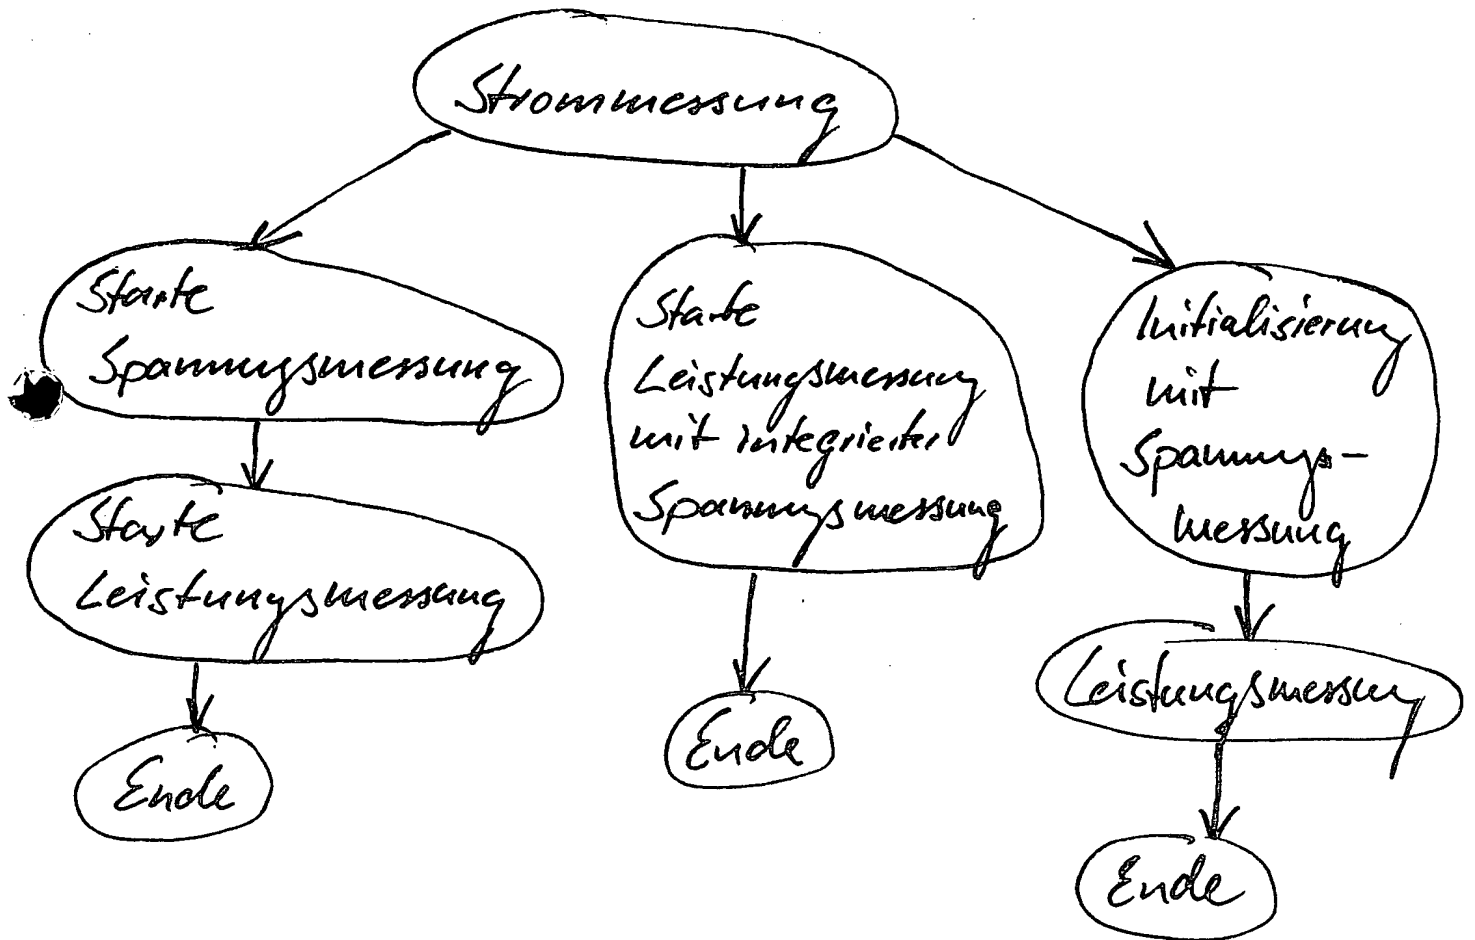 Strommessung
Starte
Spannungsmessung
Starte
Leistungsmessung
Ende
Starte
Leistungsmessung
mit integrierter
Spannungsmessung
Ende
Initialisierung
mit
Spannungs-
messung
Leistungsmessung
Ende